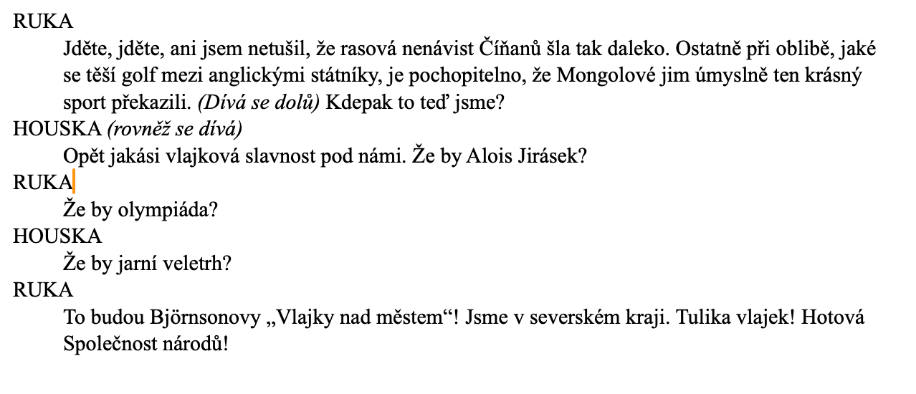 RUKA
Jděte, jděte, ani jsem netušil, že rasová nenávist Číňanů šla tak daleko. Ostatně při oblibě, jaké
se těší golf mezi anglickými státníky, je pochopitelno, že Mongolové jim úmyslně ten krásný
sport překazili. (Dívá se dolů) Kdepak to teď jsme?
HOUSKA (rovněž se dívá)
Opět jakási vlajková slavnost pod námi. Že by Alois Jirásek?
RUKA
Že by olympiáda?
HOUSKA
Že by jarní veletrh?
RUKA
To budou Björnsonovy „Vlajky nad městem“! Jsme v severském kraji. Tulika vlajek! Hotová
Společnost národů!